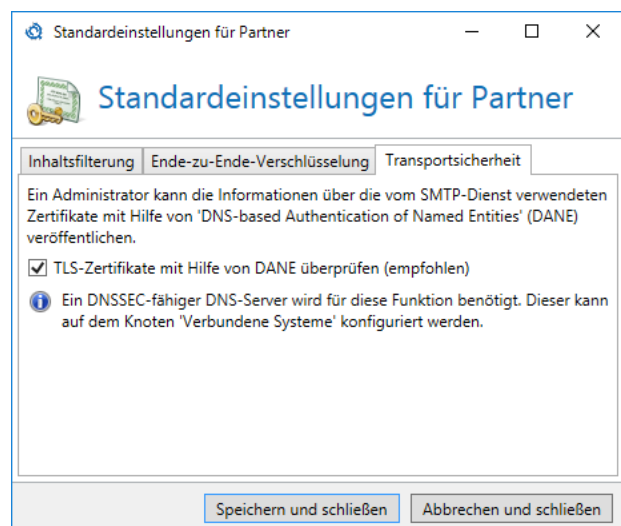 Standardeinstellungen für Partner
Standardeinstellungen für Partner
Inhaltsfilterung Ende-zu-Ende-Verschlüsselung Transportsicherheit
Ein Administrator kann die Informationen über die vom SMTP-Dienst verwendeten
Zertifikate mit Hilfe von 'DNS-based Authentication of Named Entities' (DANE)
veröffentlichen.
TLS-Zertifikate mit Hilfe von DANE überprüfen (empfohlen)
Ein DNSSEC-fähiger DNS-Server wird für diese Funktion benötigt. Dieser kann
auf dem Knoten 'Verbundene Systeme' konfiguriert werden.
Speichern und schließen Abbrechen und schließen